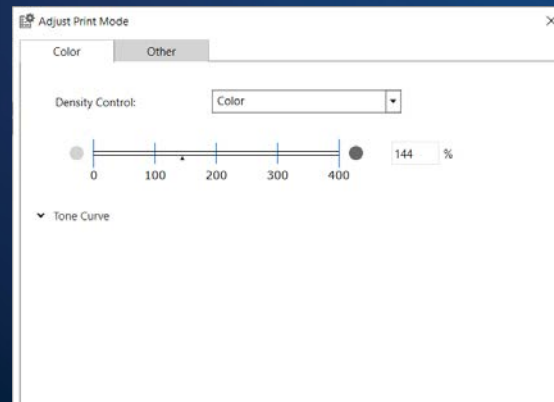 Adjust Print Mode
Color Other
Density Control: Color
144 %
0 100 200 300 400
Tone Curve